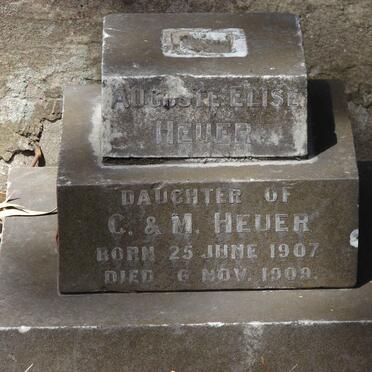 AUGUSTE ELISE
HEUER
DAUGHTER OF
C. & M. HEUER
BORN 25 JUNE 1907
DIED 6 NOV. 1909.